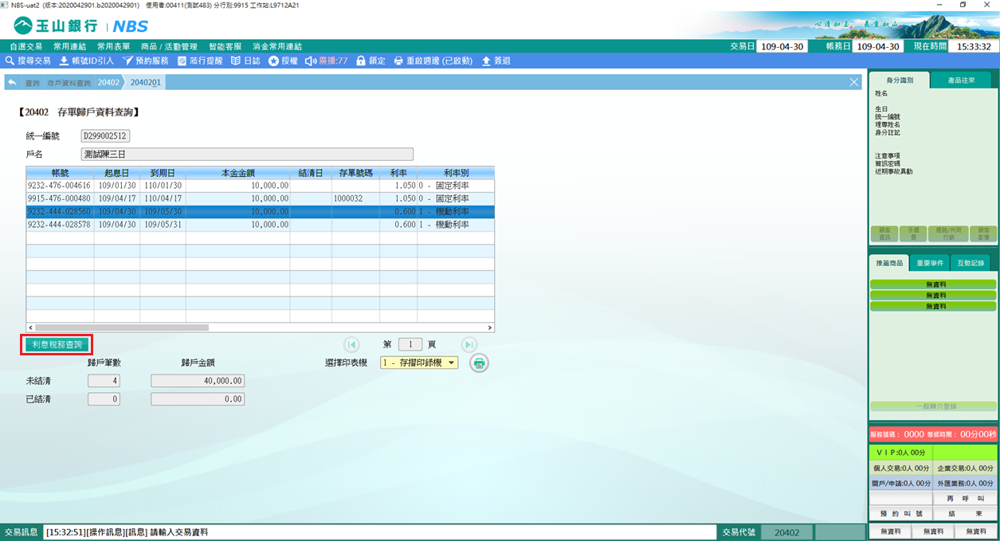 NBS-uat2 (版本:2020042901.b2020042901) 使用者:00411(測試483) 分行別:9915 工作站:L9712A21
玉山銀行 | NBS
心清如玉, 義重如山
自選交易 常用連結 常用表單 商品 / 活動管理 智能客服 消金常用連結
交易日 109-04-30 帳務日 109-04-30 現在時間 15:33:32
搜尋交易 帳號ID引入 預約服務 簽行提醒 日誌 授權 廣播:77 鎖定 重啟週邊 (已啟動) 簽退
查詢 存戶資料查詢 20402 2040201
【20402 存單歸戶資料查詢】
統一編號 D299002512
戶名 測試陳三日
帳號 起息日 到期日 本金金額 結清日 存單號碼 利率 利率別
9232-476-004616 109/01/30 110/01/30 10,000.00 1.050 0 - 固定利率
9915-476-000480 109/04/17 110/04/17 10,000.00 1000032 1.050 0 - 固定利率
9232-444-028560 109/04/30 109/05/30 10,000.00 0.600 1 - 機動利率
9232-444-028578 109/04/30 109/05/31 10,000.00 0.600 1 - 機動利率
利息稅務查詢
第 1 頁
歸戶筆數 歸戶金額
選擇印表機 1 - 存摺印錄機
未結清 4 40,000.00
已結清 0 0.00
身分識別 產品往來
姓名
生日
統一編號
理專姓名
身分註記
注意事項
簡訊密碼
近期事故異動
顧客資訊 手續費 連鎖/共同行銷 顧客影像
推薦商品 重要事件 互動記錄
無資料
無資料
無資料
一般轉介登錄
服務號碼: 0000 等候時間: 00分00秒
V I P:0人 00分
個人交易:0人 00分 企業交易:0人 00分
開戶/申請:0人 00分 外匯業務:0人 00分
再 呼 叫
預 約 叫 號 結 束
無資料 無資料 無資料
交易訊息 [15:32:51][操作訊息][訊息] 請輸入交易資料
交易代號 20402